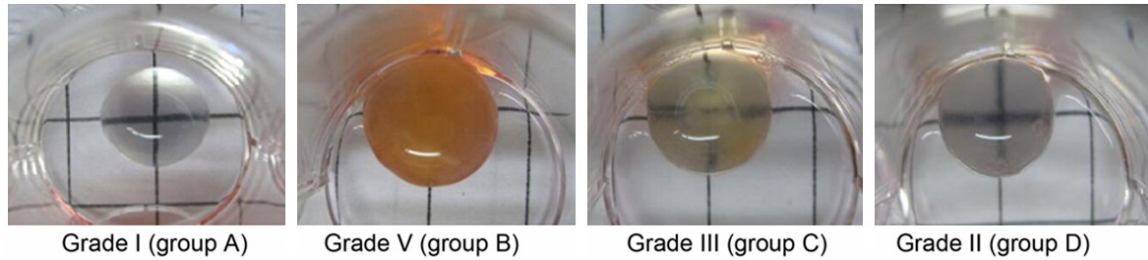 Grade I (group A)
Grade V (group B)
Grade III (group C)
Grade II (group D)